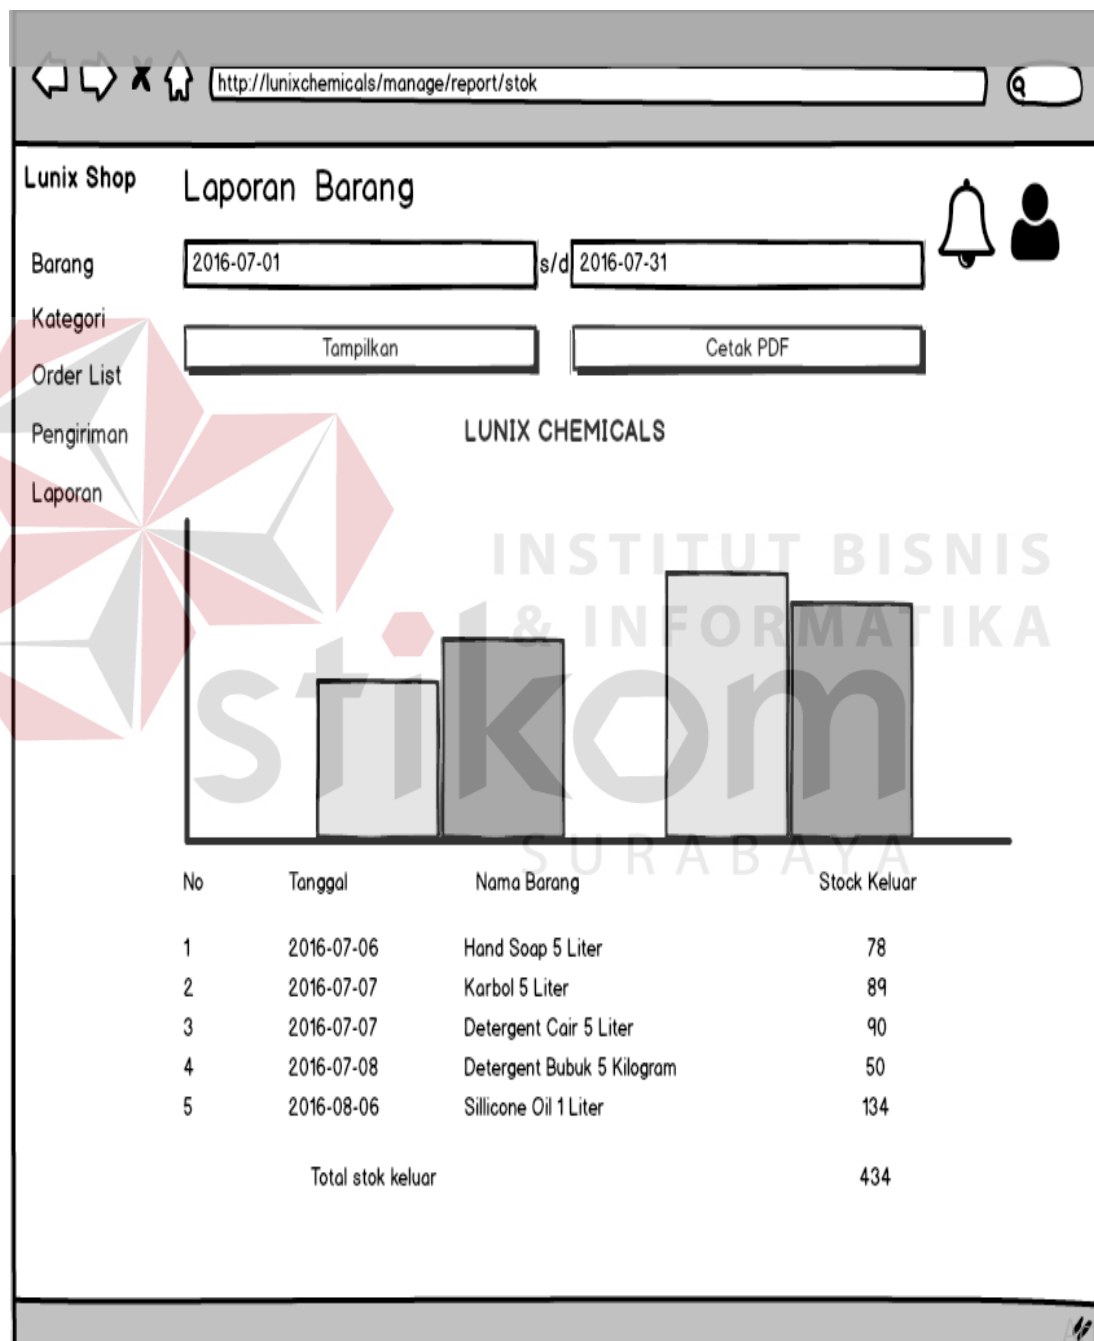 http://lunixchemicals/manage/report/stok
Lunix Shop
Laporan Barang
Barang
2016-07-01 s/d 2016-07-31
Kategori
Tampilkan Cetak PDF
Order List
Pengiriman
LUNIX CHEMICALS
Laporan
INSTITUT BISNIS
& INFORMATIKA
stikom
SURABAYA
No Tanggal Nama Barang Stock Keluar
1 2016-07-06 Hand Soap 5 Liter 78
2 2016-07-07 Karbol 5 Liter 89
3 2016-07-07 Detergent Cair 5 Liter 90
4 2016-07-08 Detergent Bubuk 5 Kilogram 50
5 2016-08-06 Sillicone Oil 1 Liter 134
Total stok keluar 434